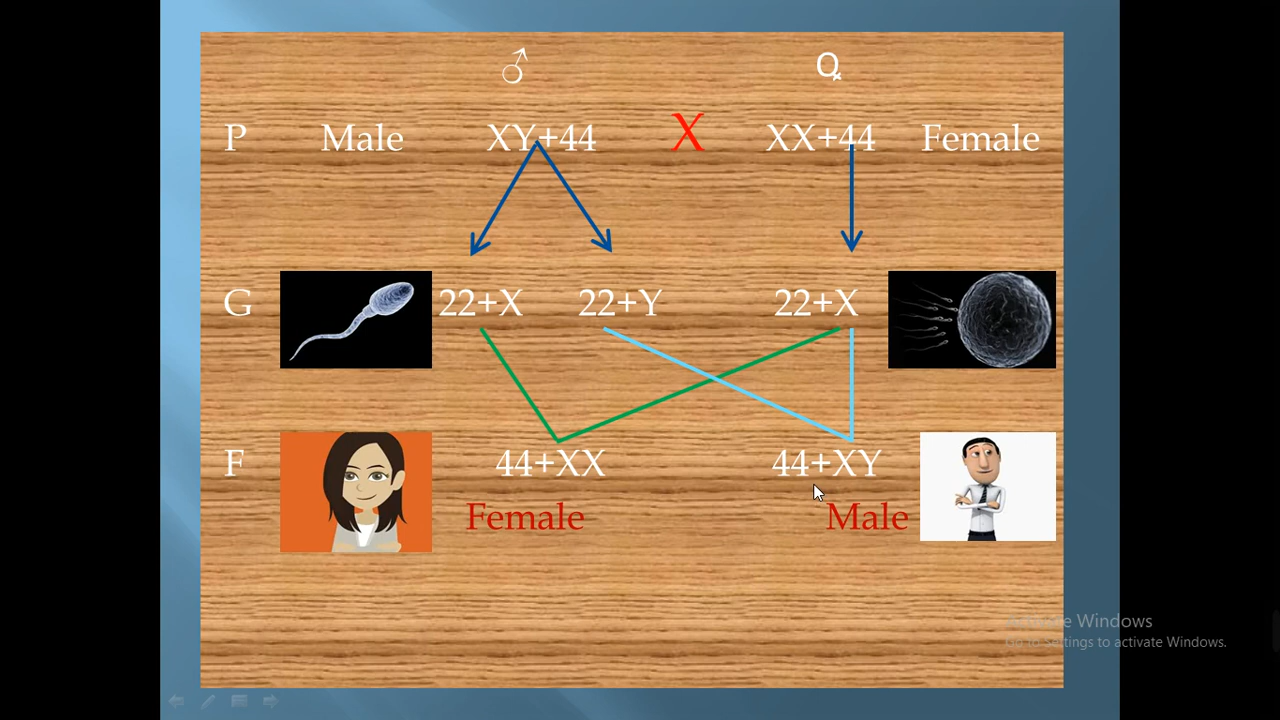 ♂ ♀
P Male XY+44 X XX+44 Female
G 22+X 22+Y 22+X
F 44+XX 44+XY
Female Male
Activate Windows
Go to Settings to activate Windows.